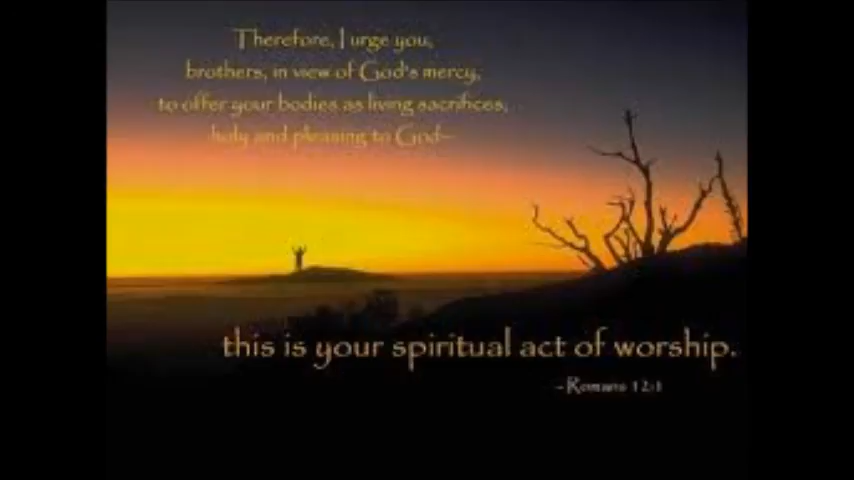 Therefore, I urge you,
brothers, in view of God's mercy,
to offer your bodies as living sacrifices,
holy and pleasing to God—
this is your spiritual act of worship.
-Romans 12:1